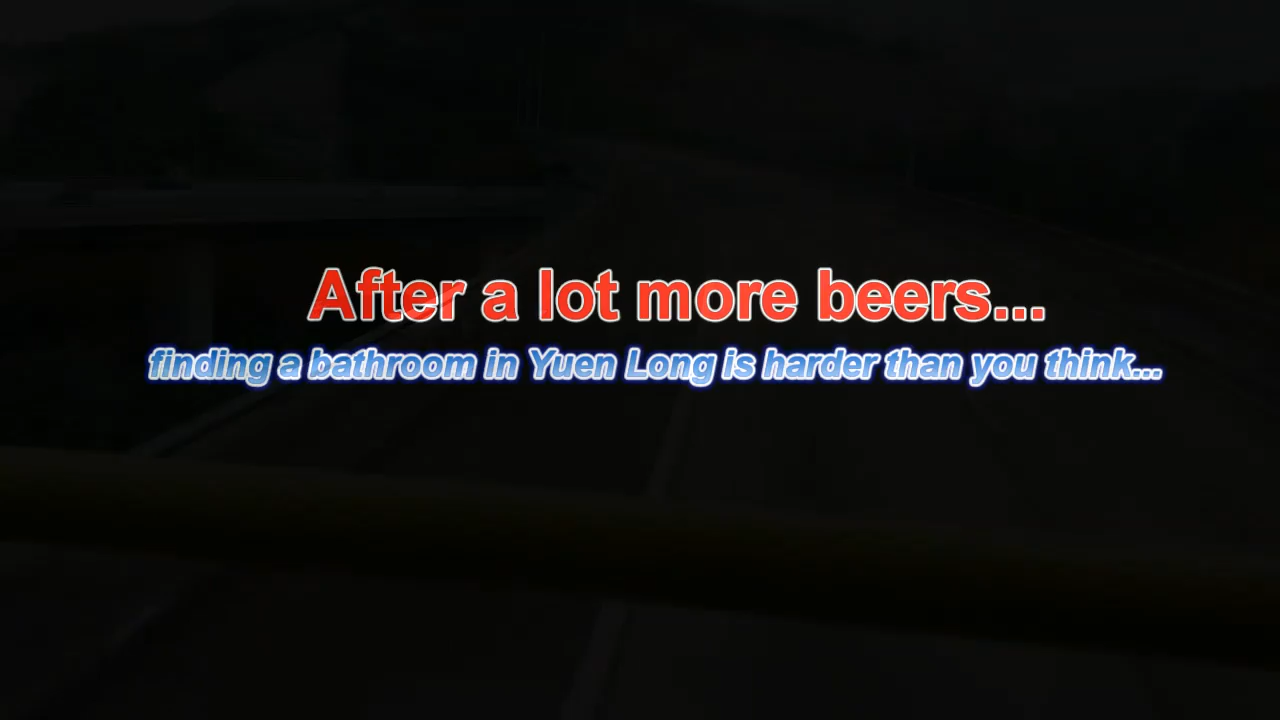 After a lot more beers...
finding a bathroom in Yuen Long is harder than you think...